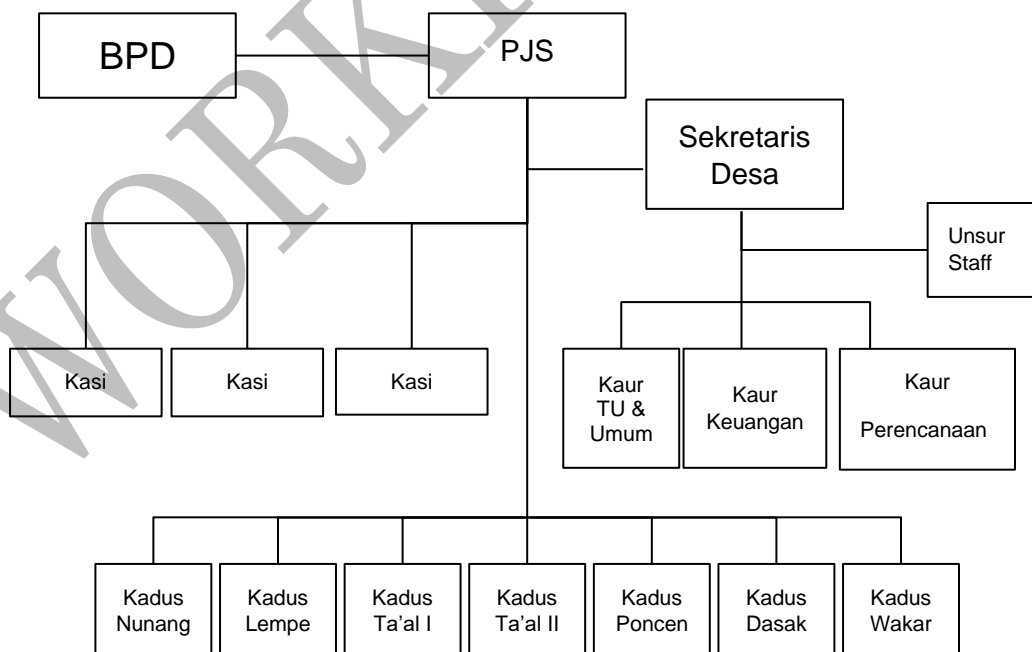 BPD
PJS
Sekretaris
Desa
Unsur
Staff
Kasi
Kasi
Kasi
Kaur
TU &
Umum
Kaur
Keuangan
Kaur
Perencanaan
Kadus
Nunang
Kadus
Lempe
Kadus
Ta’al I
Kadus
Ta’al II
Kadus
Poncen
Kadus
Dasak
Kadus
Wakar
WORKI